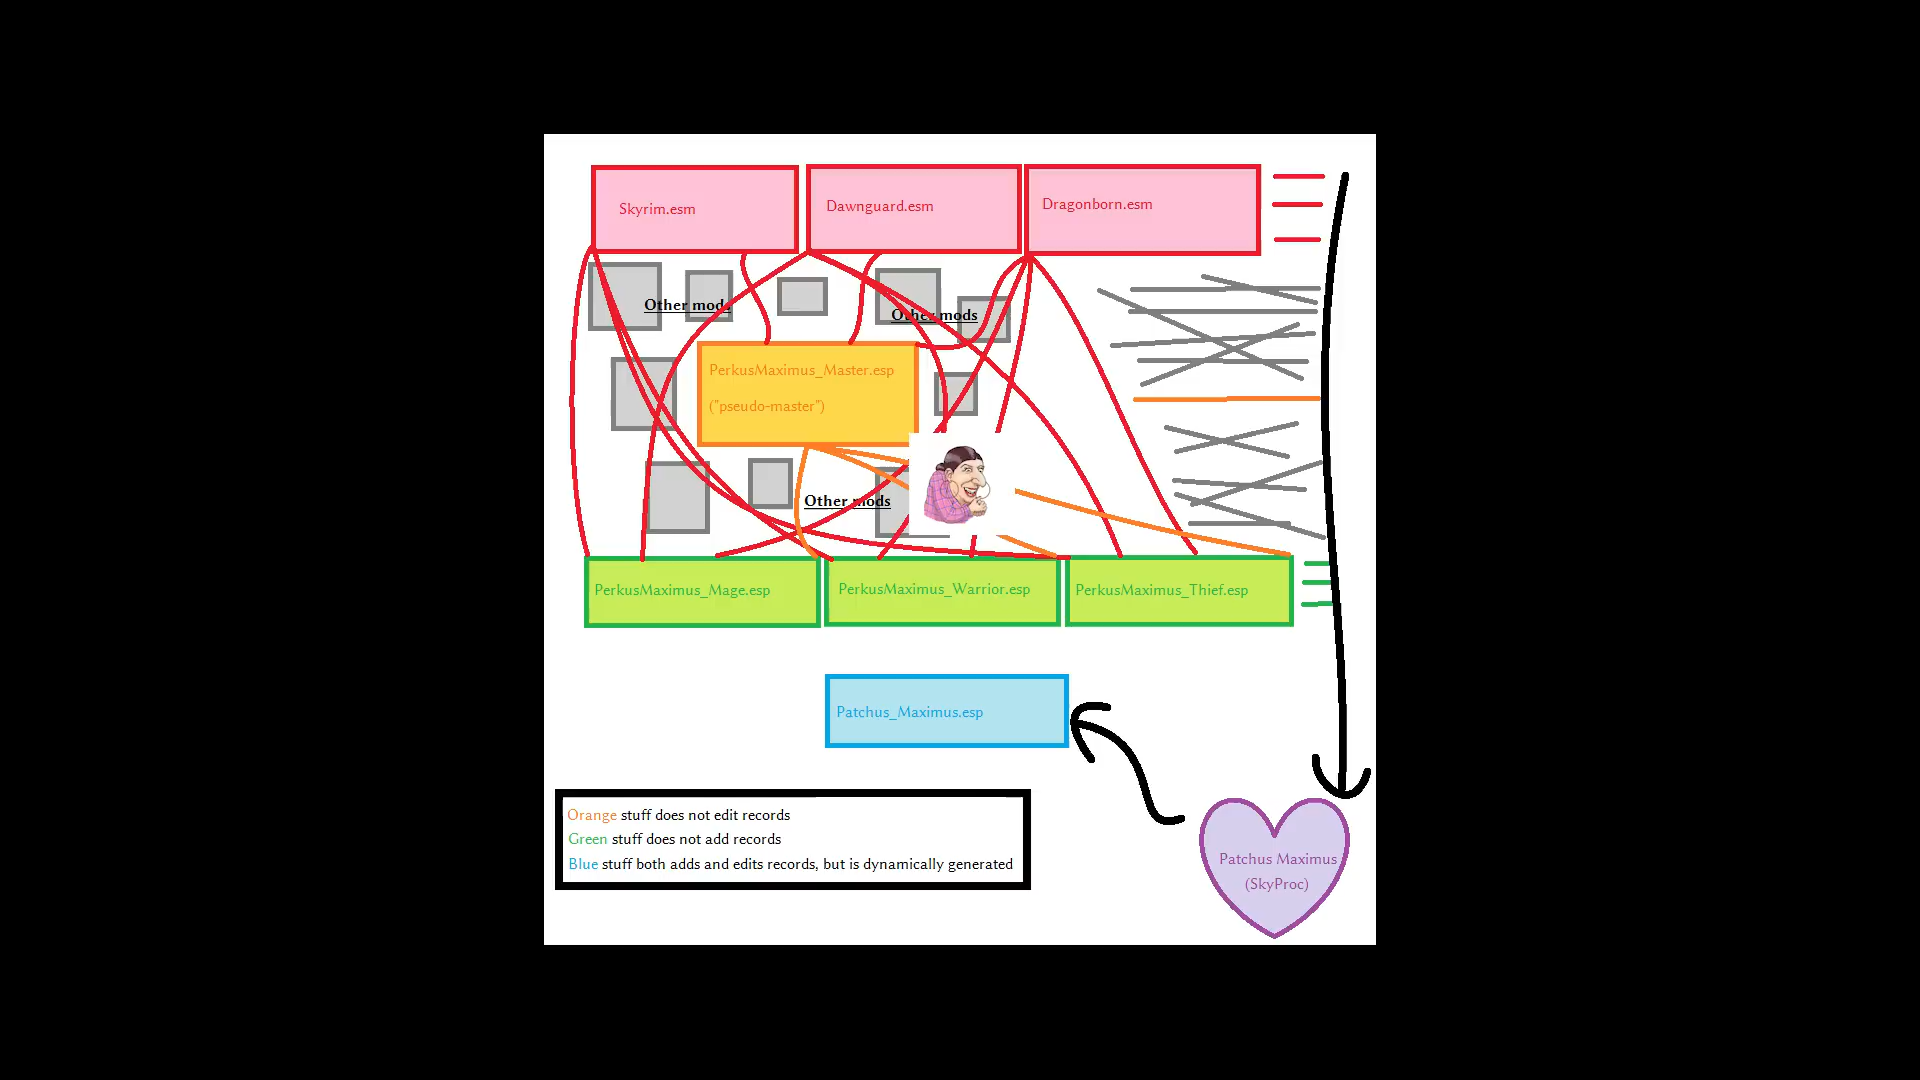 Skyrim.esm
Dawnguard.esm
Dragonborn.esm
Other mods
Other mods
PerkusMaximus_Master.esp
("pseudo-master")
Other mods
PerkusMaximus_Mage.esp
PerkusMaximus_Warrior.esp
PerkusMaximus_Thief.esp
Patchus_Maximus.esp
Orange stuff does not edit records
Green stuff does not add records
Blue stuff both adds and edits records, but is dynamically generated
Patchus Maximus
(SkyProc)